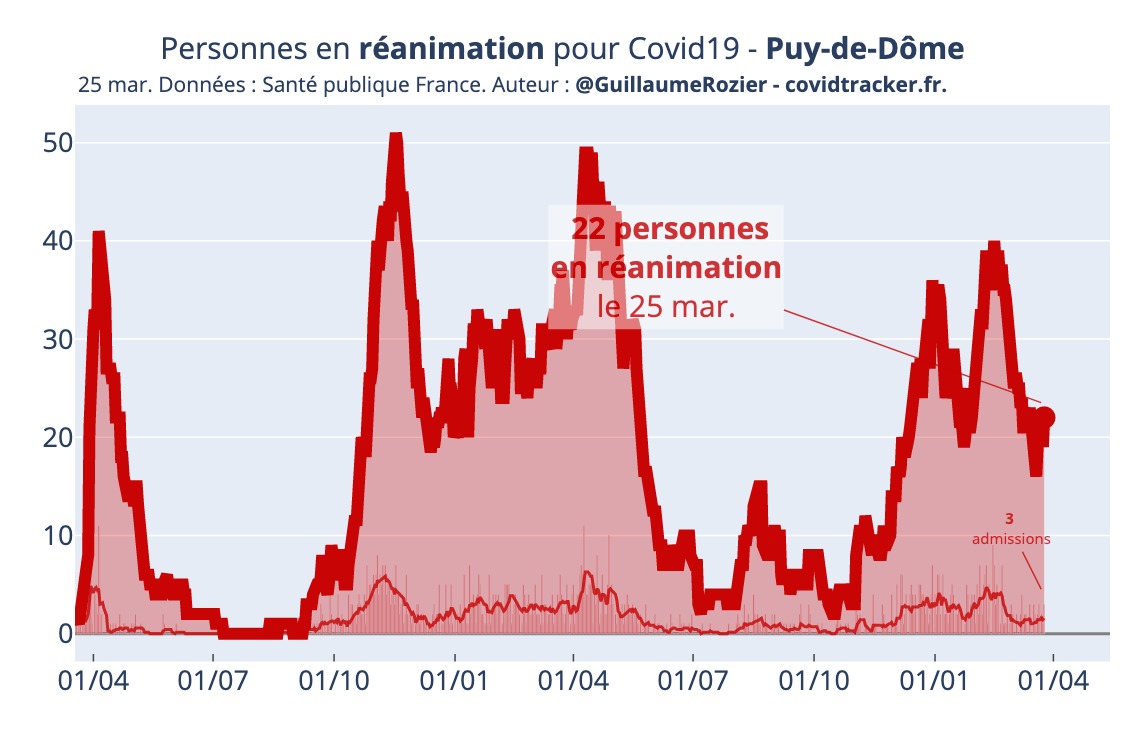 Personnes en réanimation pour Covid19 - Puy-de-Dôme
25 mar. Données : Santé publique France. Auteur : @GuillaumeRozier - covidtracker.fr.
50
40
30
20
10
0
22 personnes
en réanimation
le 25 mar.
3
admissions
01/04
01/07
01/10
01/01
01/04
01/07
01/10
01/01
01/04